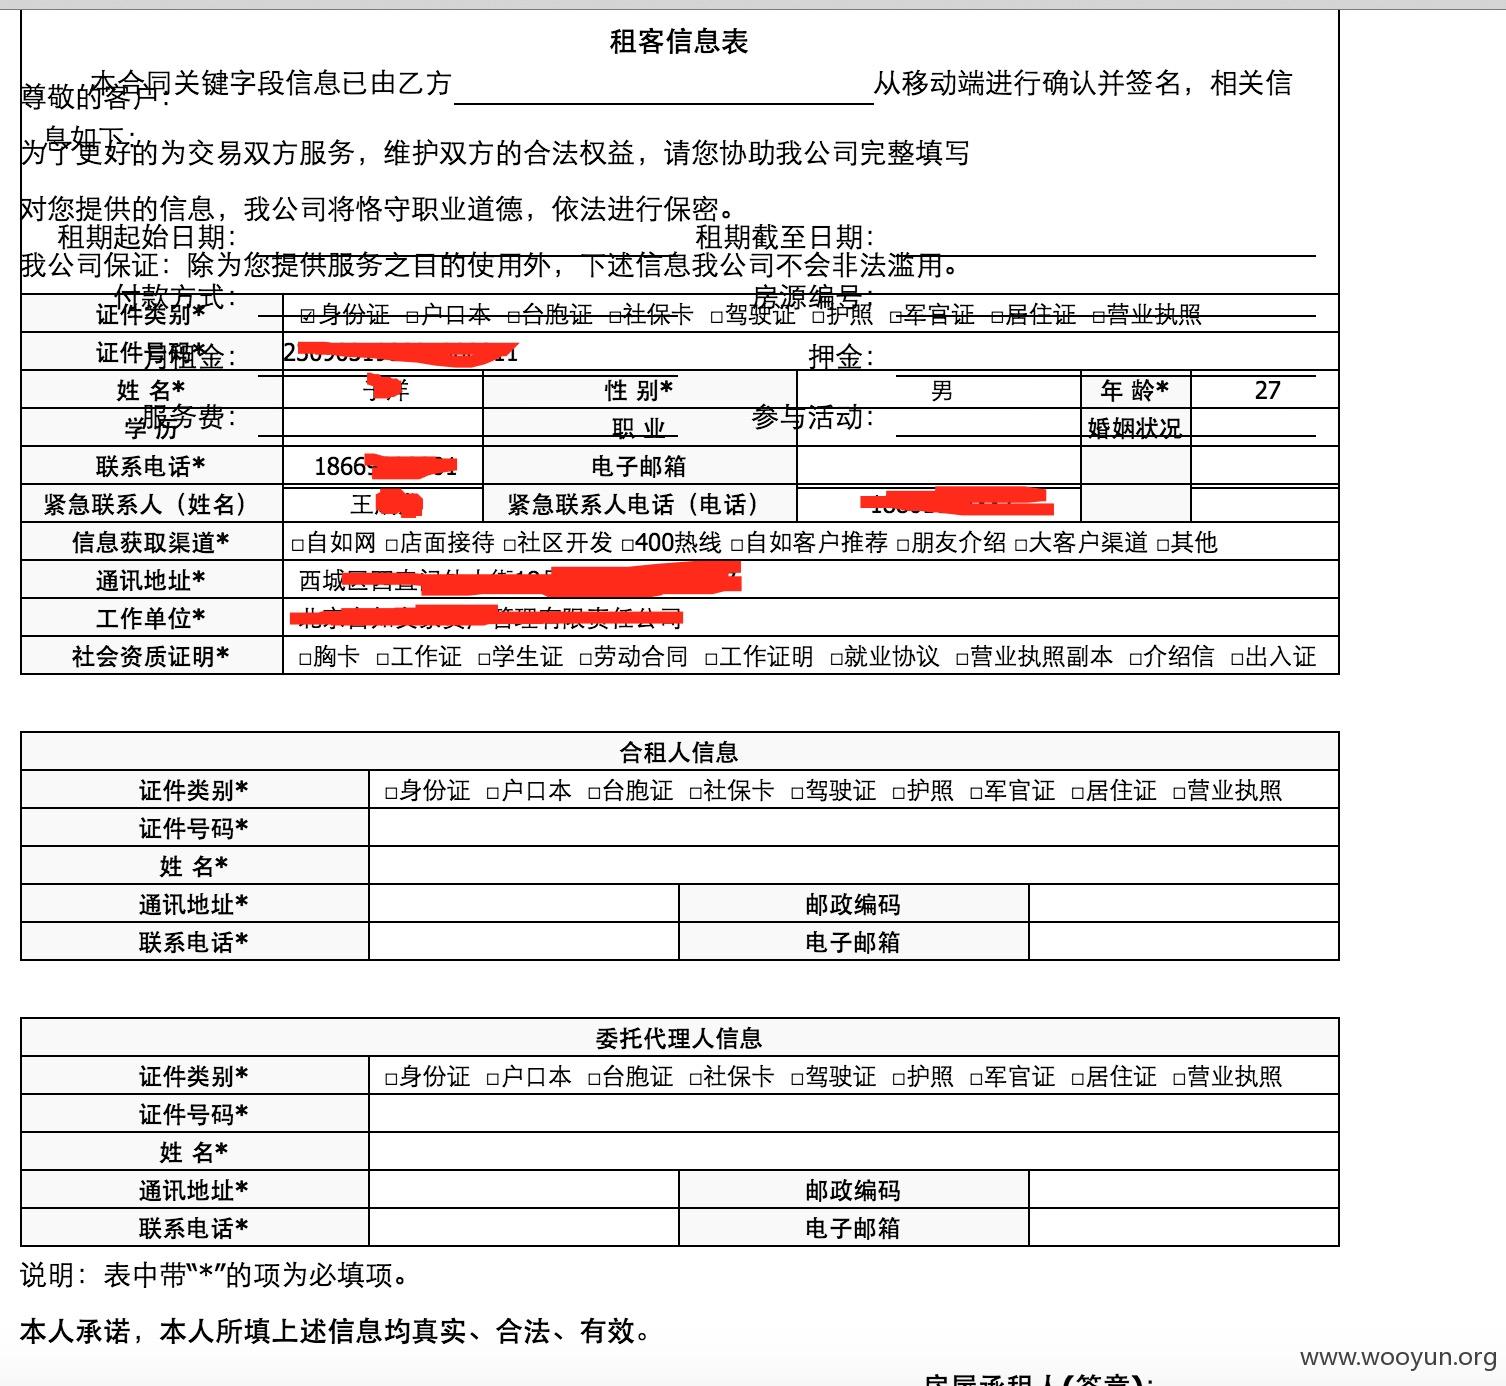 租客信息表
本合同关键字段信息已由乙方 从移动端进行确认并签名，相关信
尊敬的客户：
息如下：
为了更好的为交易双方服务，维护双方的合法权益，请您协助我公司完整填写
对您提供的信息，我公司将恪守职业道德，依法进行保密。
租期起始日期： 租期截至日期：
我公司保证：除为您提供服务之目的使用外，下述信息我公司不会非法滥用。
付款方式： 房源编号：
证件类别* ☑身份证 □户口本 □台胞证 □社保卡 □驾驶证 □护照 □军官证 □居住证 □营业执照
证件号码*
月租金： 押金：
姓 名* 性 别* 男 年 龄* 27
服务费： 参与活动：
学 历 职 业 婚姻状况
联系电话* 1866 电子邮箱
紧急联系人（姓名） 王 紧急联系人电话（电话）
信息获取渠道* □自如网 □店面接待 □社区开发 □400热线 □自如客户推荐 □朋友介绍 □大客户渠道 □其他
通讯地址* 西城
工作单位*
社会资质证明* □胸卡 □工作证 □学生证 □劳动合同 □工作证明 □就业协议 □营业执照副本 □介绍信 □出入证
合租人信息
证件类别* □身份证 □户口本 □台胞证 □社保卡 □驾驶证 □护照 □军官证 □居住证 □营业执照
证件号码*
姓 名*
通讯地址* 邮政编码
联系电话* 电子邮箱
委托代理人信息
证件类别* □身份证 □户口本 □台胞证 □社保卡 □驾驶证 □护照 □军官证 □居住证 □营业执照
证件号码*
姓 名*
通讯地址* 邮政编码
联系电话* 电子邮箱
说明：表中带“*”的项为必填项。
本人承诺，本人所填上述信息均真实、合法、有效。
房屋承租人(签章)：
www.wooyun.org